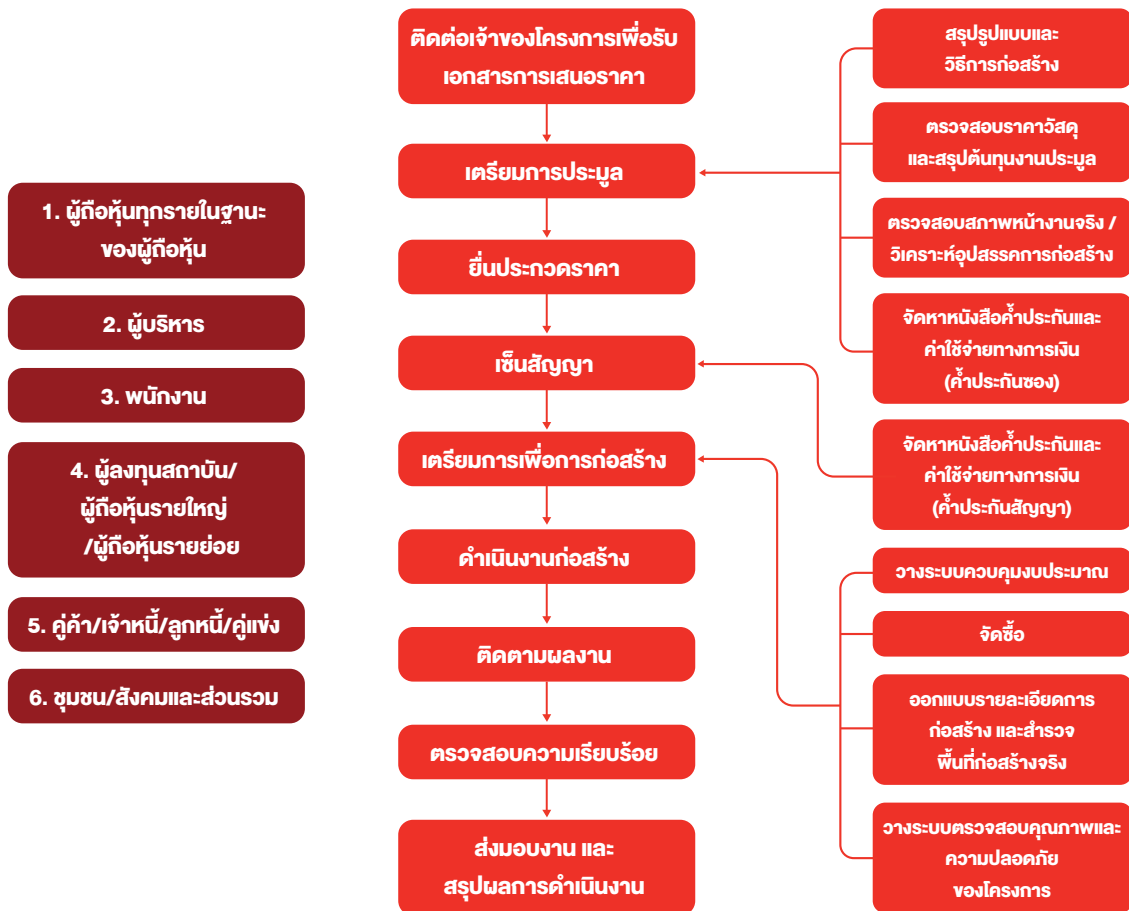 1. ผู้ถือหุ้นทุกรายในฐานะ
ของผู้ถือหุ้น
2. ผู้บริหาร
3. พนักงาน
4. ผู้ลงทุนสถาบัน/
ผู้ถือหุ้นรายใหญ่
/ผู้ถือหุ้นรายย่อย
5. คู่ค้า/เจ้าหนี้/ลูกหนี้/คู่แข่ง
6. ชุมชน/สังคมและส่วนรวม
ติดต่อเจ้าของโครงการเพื่อรับ
เอกสารการเสนอราคา
เตรียมการประมูล
ยื่นประกวดราคา
เซ็นสัญญา
เตรียมการเพื่อการก่อสร้าง
ดำเนินงานก่อสร้าง
ติดตามผลงาน
ตรวจสอบความเรียบร้อย
ส่งมอบงาน และ
สรุปผลการดำเนินงาน
สรุปรูปแบบและ
วิธีการก่อสร้าง
ตรวจสอบราคาวัสดุ
และสรุปต้นทุนงานประมูล
ตรวจสอบสภาพหน้างานจริง /
วิเคราะห์อุปสรรคการก่อสร้าง
จัดหาหนังสือค้ำประกันและ
ค่าใช้จ่ายทางการเงิน
(ค้ำประกันซอง)
จัดหาหนังสือค้ำประกันและ
ค่าใช้จ่ายทางการเงิน
(ค้ำประกันสัญญา)
วางระบบควบคุมงบประมาณ
จัดซื้อ
ออกแบบรายละเอียดการ
ก่อสร้าง และสำรวจ
พื้นที่ก่อสร้างจริง
วางระบบตรวจสอบคุณภาพและ
ความปลอดภัย
ของโครงการ